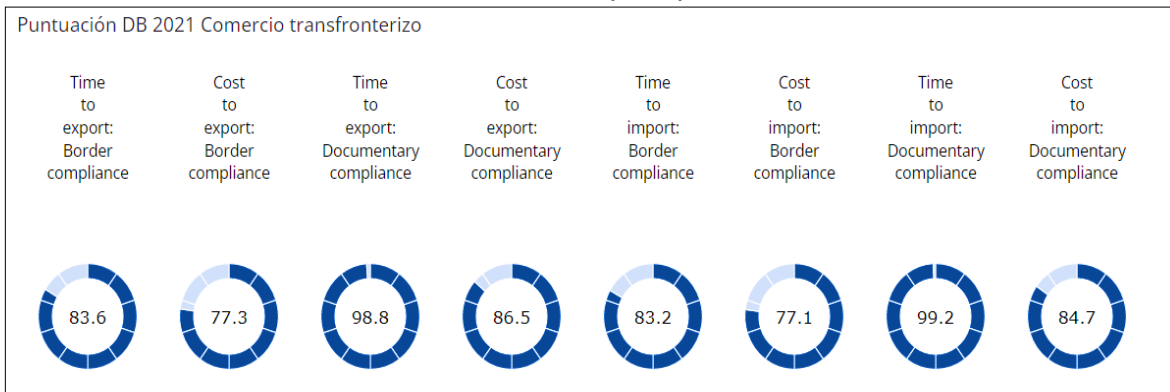 Puntuación DB 2021 Comercio transfronterizo
Time
to
export:
Border
compliance
Cost
to
export:
Border
compliance
Time
to
export:
Documentary
compliance
Cost
to
export:
Documentary
compliance
Time
to
import:
Border
compliance
Cost
to
import:
Border
compliance
Time
to
import:
Documentary
compliance
Cost
to
import:
Documentary
compliance
83.6
77.3
98.8
86.5
83.2
77.1
99.2
84.7